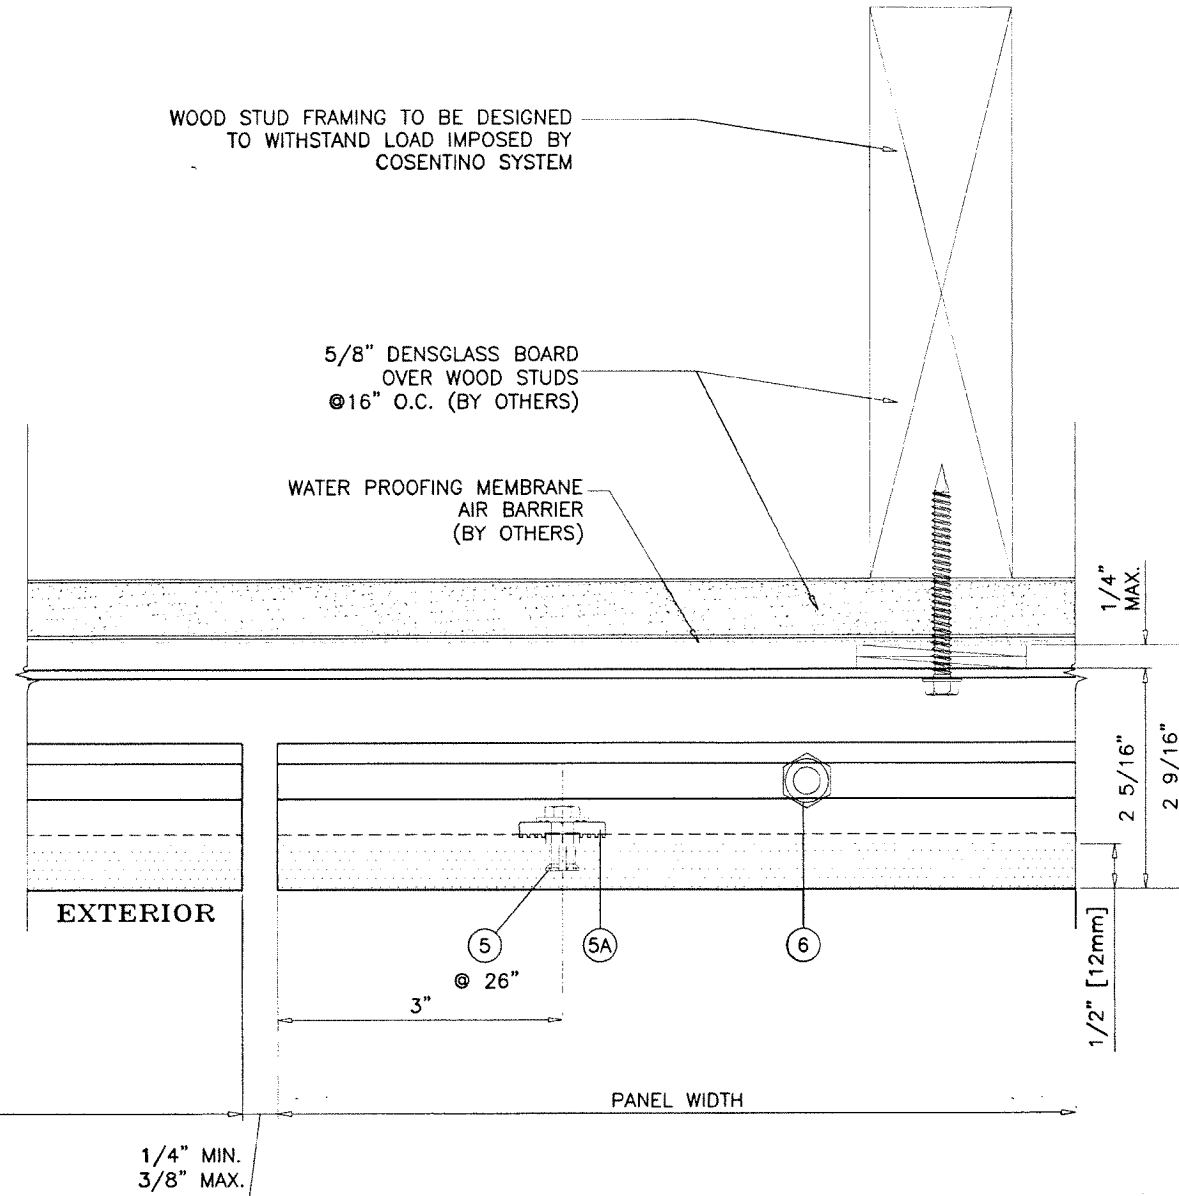 WOOD STUD FRAMING TO BE DESIGNED
TO WITHSTAND LOAD IMPOSED BY
COSENTINO SYSTEM
5/8" DENSGLASS BOARD
OVER WOOD STUDS
@16" O.C. (BY OTHERS)
WATER PROOFING MEMBRANE
AIR BARRIER
(BY OTHERS)
1/4"
MAX.
2 5/16"
2 9/16"
EXTERIOR
5
5A
6
@ 26"
3"
1/2" [12mm]
PANEL WIDTH
1/4" MIN.
3/8" MAX.